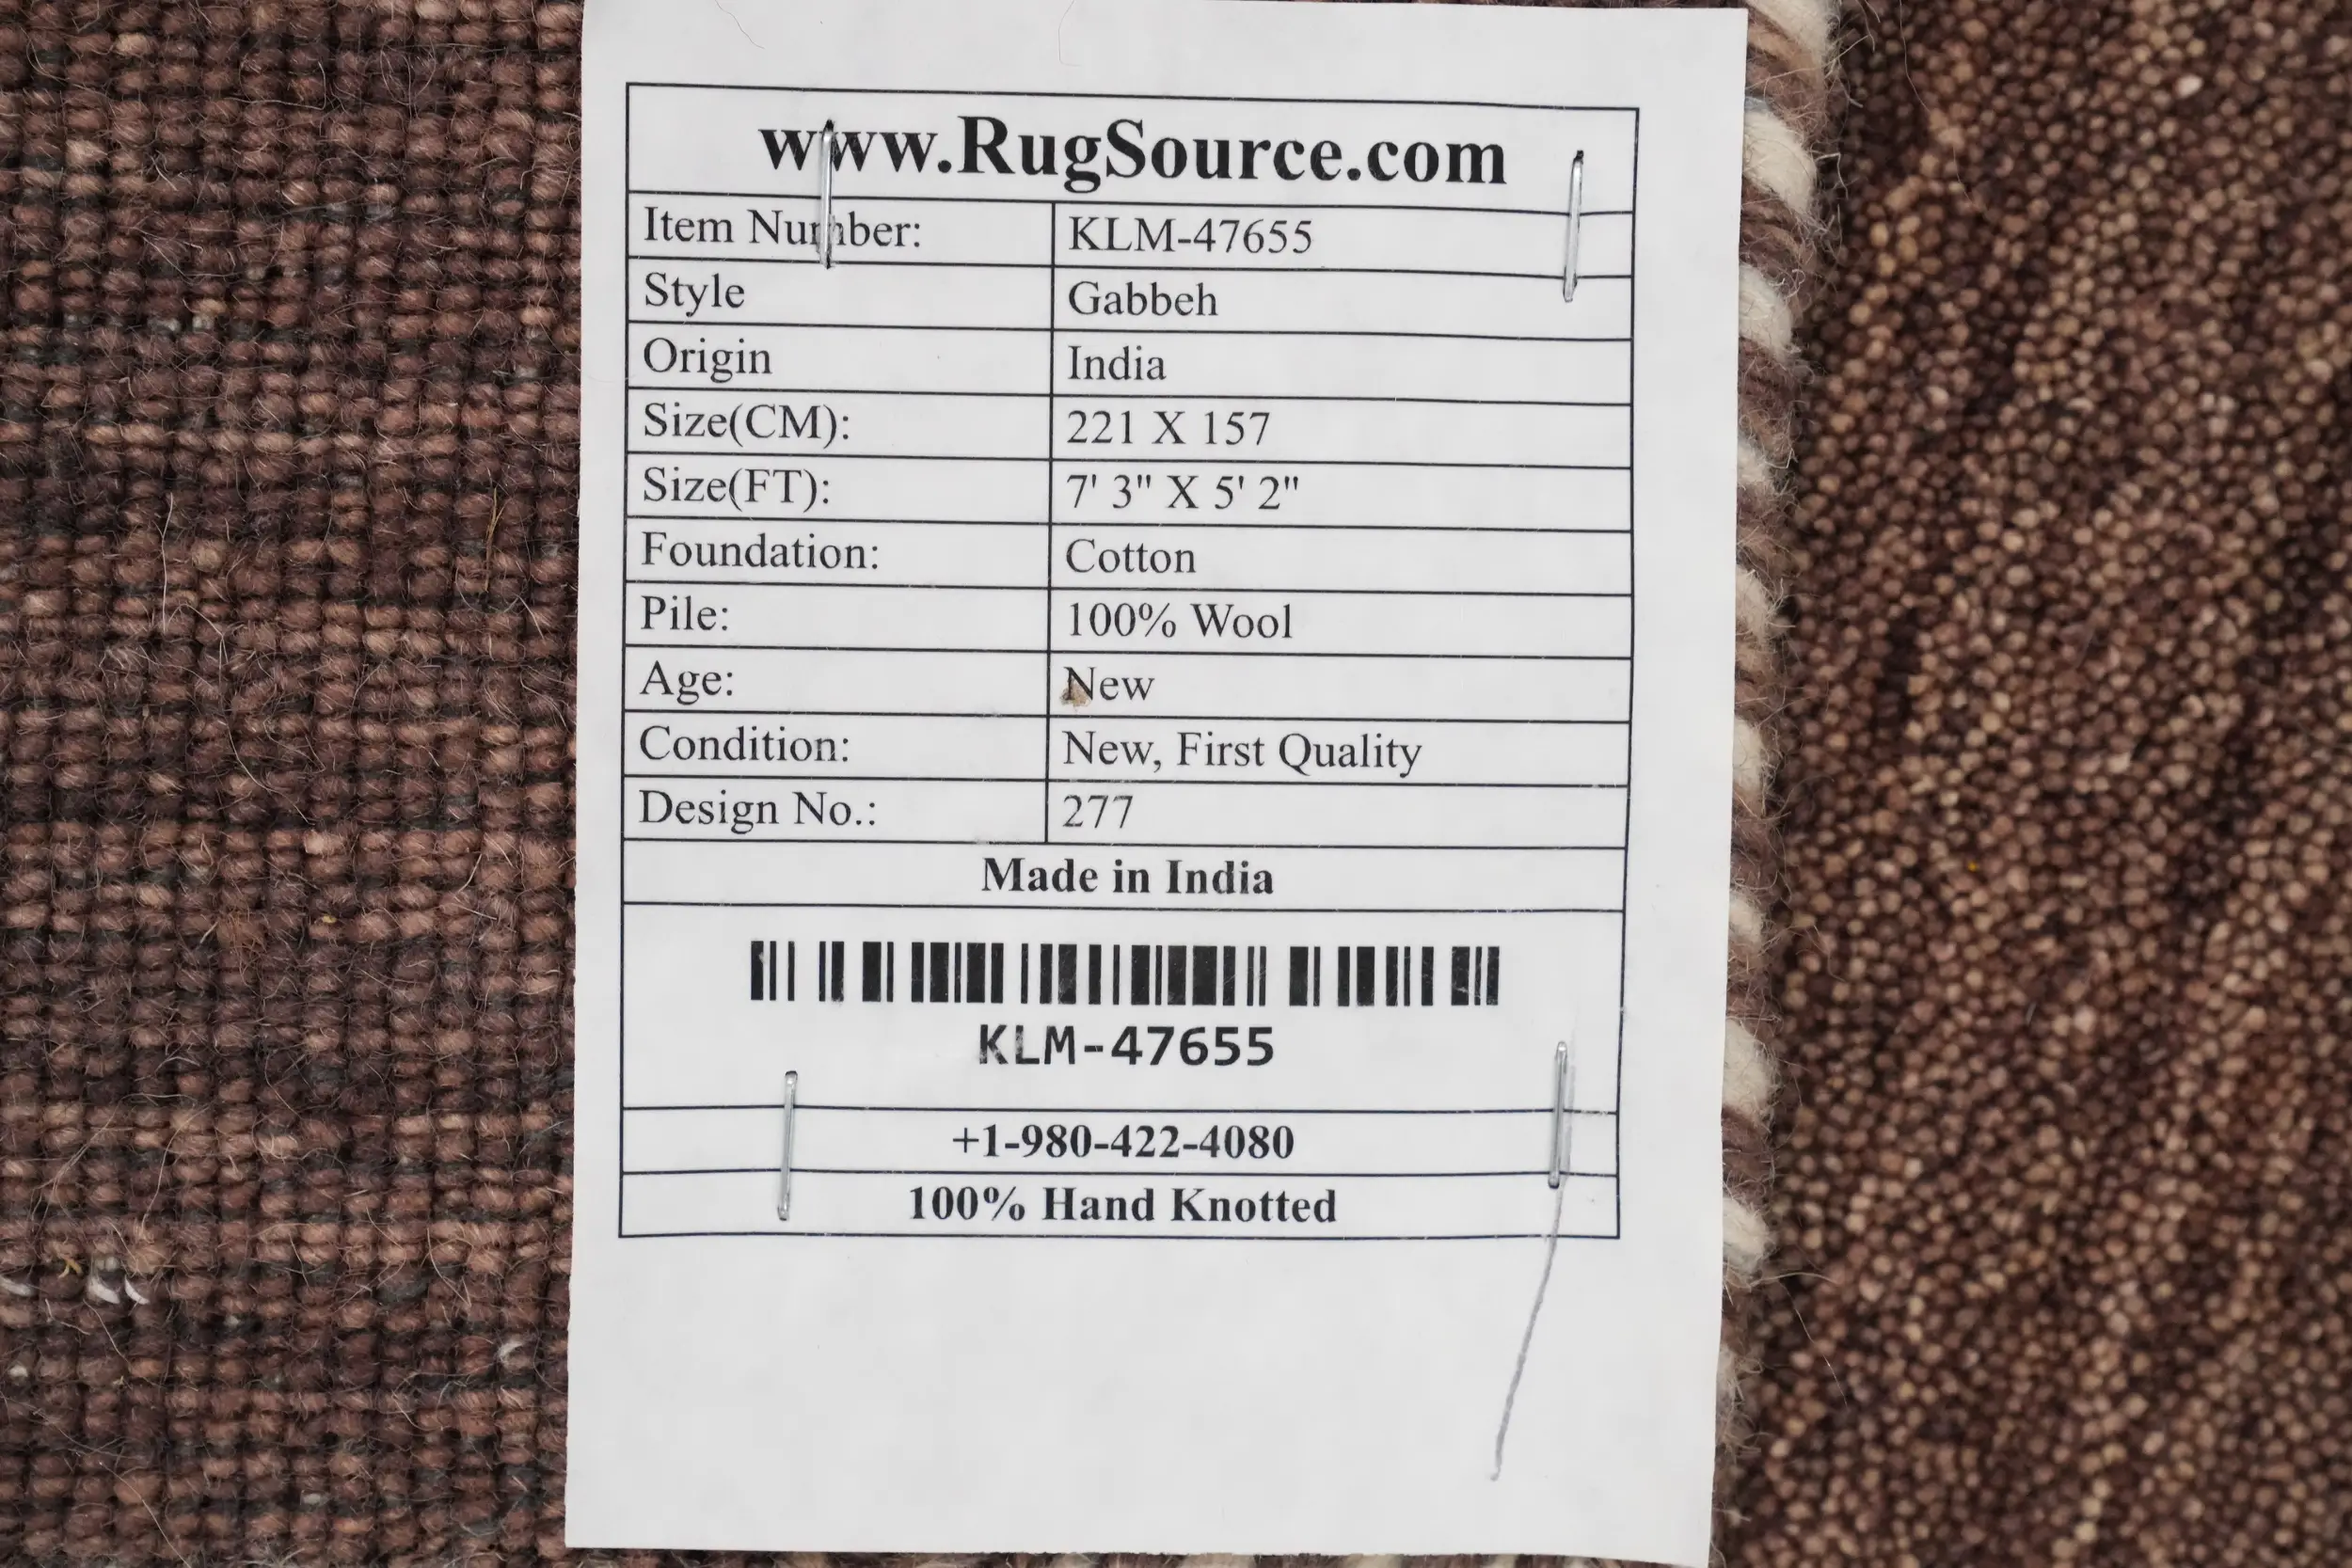 www.RugSource.com
Item Number: KLM-47655
Style Gabbeh
Origin India
Size(CM): 221 X 157
Size(FT): 7' 3" X 5' 2"
Foundation: Cotton
Pile: 100% Wool
Age: New
Condition: New, First Quality
Design No.: 277
Made in India
KLM-47655
+1-980-422-4080
100% Hand Knotted